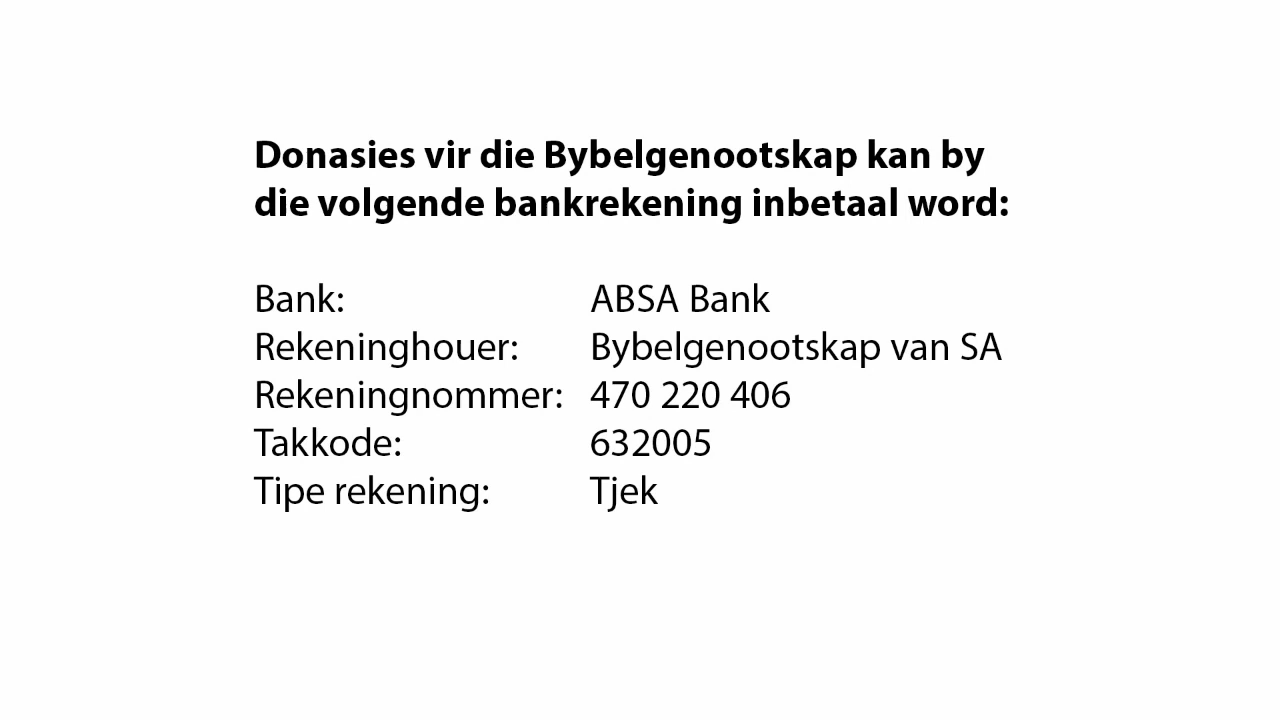 Donasies vir die Bybelgenootskap kan by
die volgende bankrekening inbetaal word:
Bank: ABSA Bank
Rekeninghouer: Bybelgenootskap van SA
Rekeningnommer: 470 220 406
Takkode: 632005
Tipe rekening: Tjek